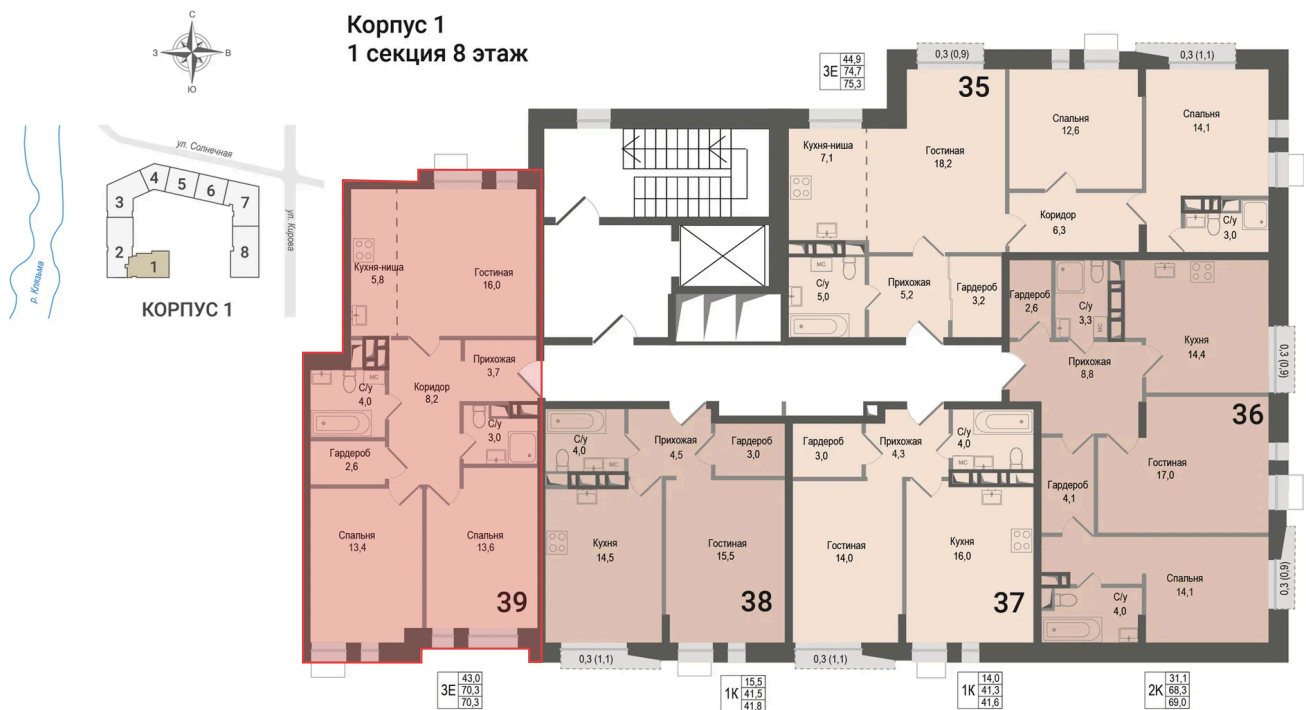 Корпус 1
1 секция 8 этаж
С
З
В
Ю
ул. Солнечная
ул. Кирова
р. Клязьма
4
5
6
3
7
2
1
8
КОРПУС 1
3Е
44,9
74,7
75,3
0,3 (0,9)
0,3 (1,1)
35
Кухня-ниша
7,1
Гостиная
18,2
Спальня
12,6
Спальня
14,1
Коридор
6,3
С/у
3,0
МС
С/у
5,0
Прихожая
5,2
Гардероб
3,2
Кухня-ниша
5,8
Гостиная
16,0
Прихожая
3,7
Коридор
8,2
МС
С/у
4,0
С/у
3,0
Гардероб
2,6
Спальня
13,4
Спальня
13,6
39
Гардероб
2,6
С/у
3,3
МС
Кухня
14,4
0,3 (0,9)
Прихожая
8,8
36
Гостиная
17,0
Гардероб
4,1
Спальня
14,1
С/у
4,0
0,3 (0,9)
С/у
4,0
МС
Прихожая
4,5
Гардероб
3,0
Кухня
14,5
Гостиная
15,5
38
Гардероб
3,0
Прихожая
4,3
С/у
4,0
МС
Гостиная
14,0
Кухня
16,0
37
0,3 (1,1)
0,3 (1,1)
3Е
43,0
70,3
70,3
1К
15,5
41,5
41,8
1К
14,0
41,3
41,6
2К
31,1
68,3
69,0